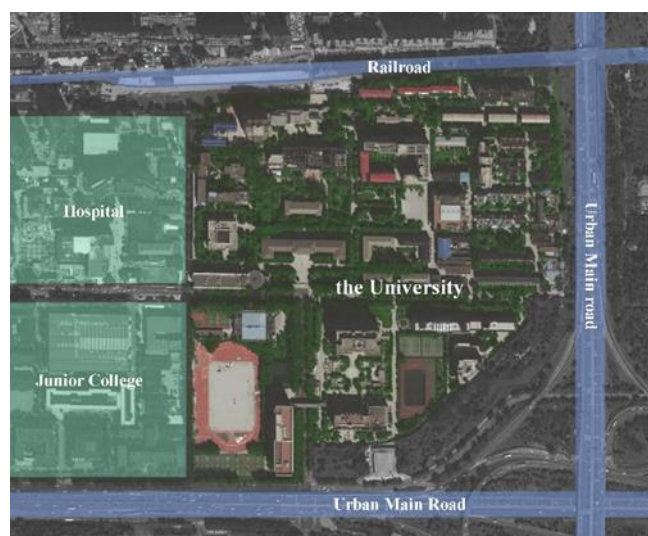 Railroad
Hospital
Urban Main road
the University
Junior College
Urban Main Road